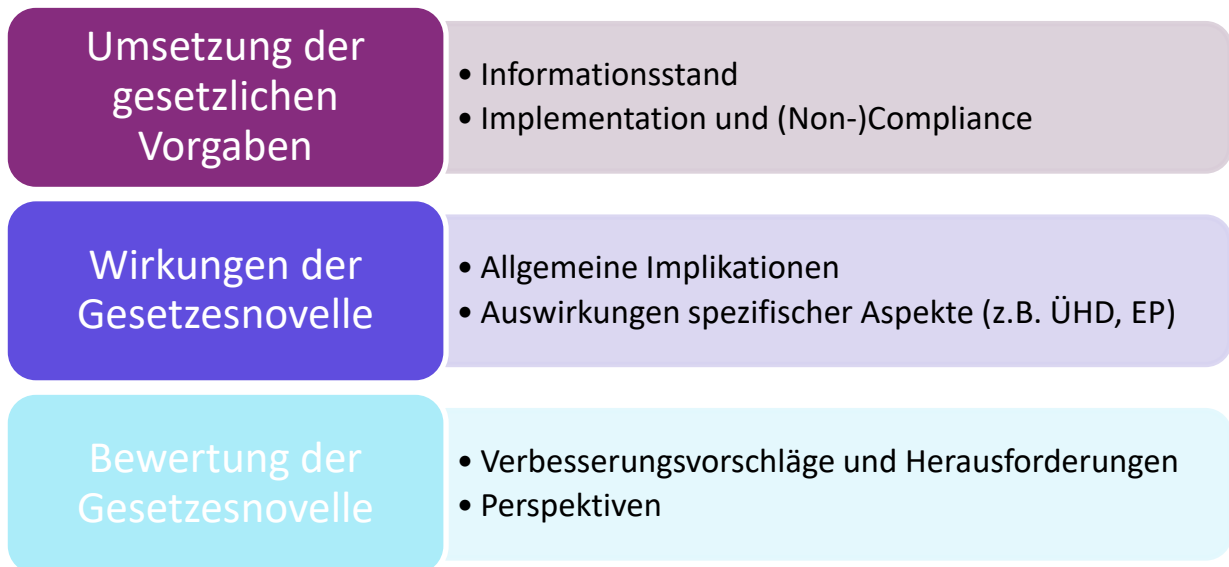 Umsetzung der
gesetzlichen
Vorgaben
• Informationsstand
• Implementation und (Non-)Compliance
Wirkungen der
Gesetzesnovelle
• Allgemeine Implikationen
• Auswirkungen spezifischer Aspekte (z.B. ÜHD, EP)
Bewertung der
Gesetzesnovelle
• Verbesserungsvorschläge und Herausforderungen
• Perspektiven